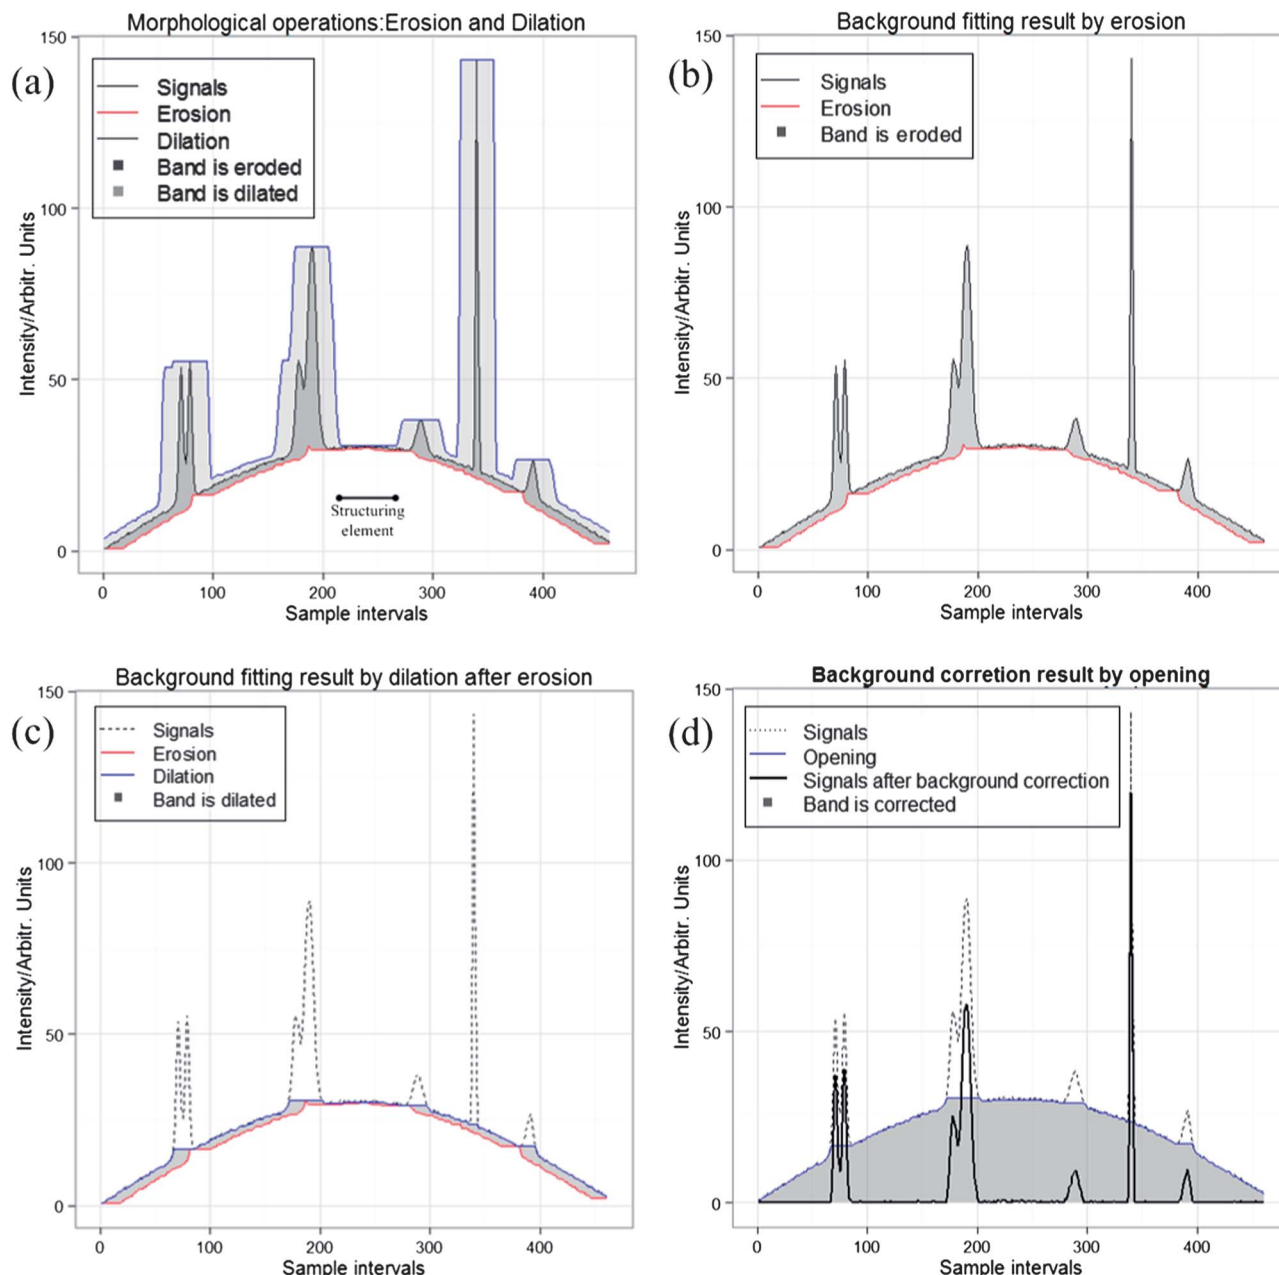 Morphological operations:Erosion and Dilation
(a)
150
100
50
0
Intensity/Arbitr. Units
Signals
Erosion
Dilation
Band is eroded
Band is dilated
Structuring
element
0 100 200 300 400
Sample intervals
Background fitting result by erosion
(b)
150
100
50
0
Intensity/Arbitr. Units
Signals
Erosion
Band is eroded
0 100 200 300 400
Sample intervals
Background fitting result by dilation after erosion
(c)
150
100
50
0
Intensity/Arbitr. Units
Signals
Erosion
Dilation
Band is dilated
0 100 200 300 400
Sample intervals
Background corretion result by opening
(d)
150
100
50
0
Intensity/Arbitr. Units
Signals
Opening
Signals after background correction
Band is corrected
0 100 200 300 400
Sample intervals